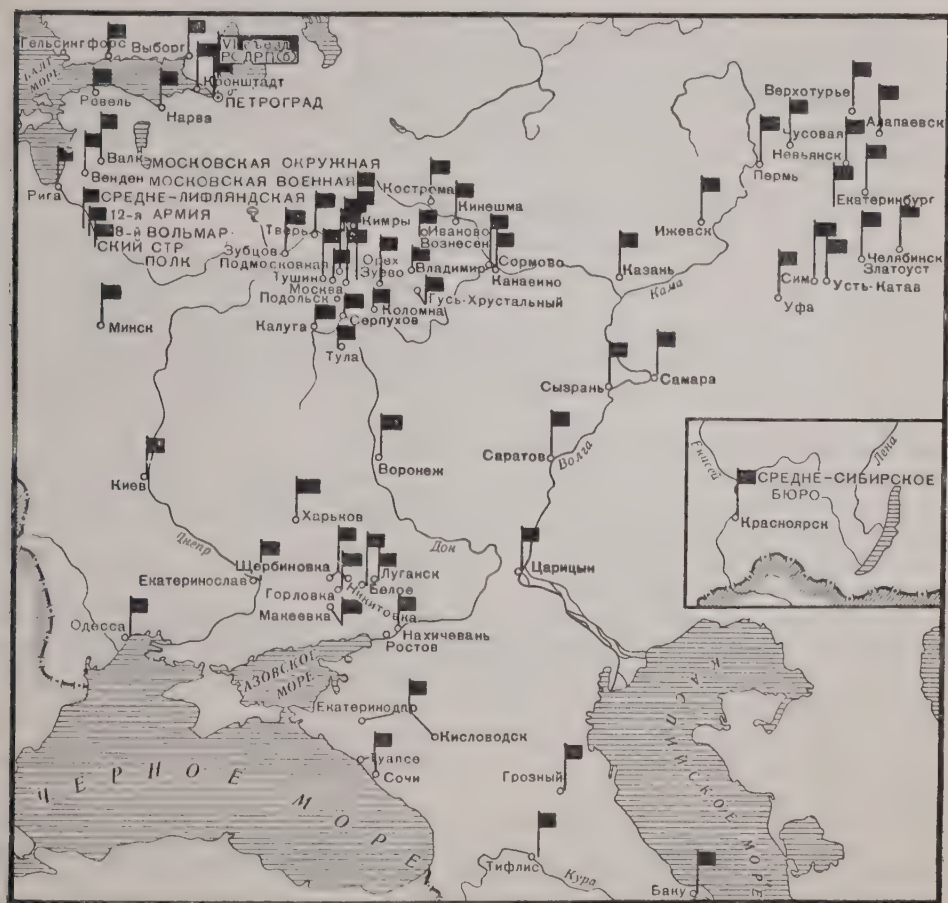 Гельсингфорс
Выборг
VI съезд
РСДРП(б)
МОРЕ
Кронштадт
ПЕТРОГРАД
Ревель
Нарва
Валк
Венден
Рига
МОСКОВСКАЯ ОКРУЖНАЯ
МОСКОВСКАЯ ВОЕННАЯ
СРЕДНЕ-ЛИФЛЯНДСКАЯ
12-я АРМИЯ
8-й ВОЛЬМАР-
СКИЙ СТР
ПОЛК
Верхотурье
Алапаевск
Чусовая
Невьянск
Пермь
Екатеринбург
Кострома
Кинешма
Иваново
Вознесен
Кимры
Тверь
Зубцов
Ижевск
Челябинск
Златоуст
Сим
Усть-Катав
Уфа
Подмосковная
Тушино
Москва
Орех
Зуево
Владимир
Сормово
Канавино
Казань
Кама
Гусь-Хрустальный
Подольск
Коломна
Серпухов
Калуга
Тула
Минск
Сызрань
Самара
Саратов
Волга
Воронеж
Киев
Харьков
Днепр
Дон
Енисей
Лена
СРЕДНЕ-СИБИРСКОЕ
БЮРО
Красноярск
Щербиновка
Екатеринослав
Горловка
Никитовка
Луганск
Белое
Макеевка
Царицын
Одесса
Нахичевань
Ростов
АЗОВСКОЕ
МОРЕ
Екатеринодар
Кисловодск
Туапсе
Сочи
Грозный
ЧЕРНОЕ МОРЕ
КАСПИЙСКОЕ МОРЕ
Тифлис
Кура
Баку